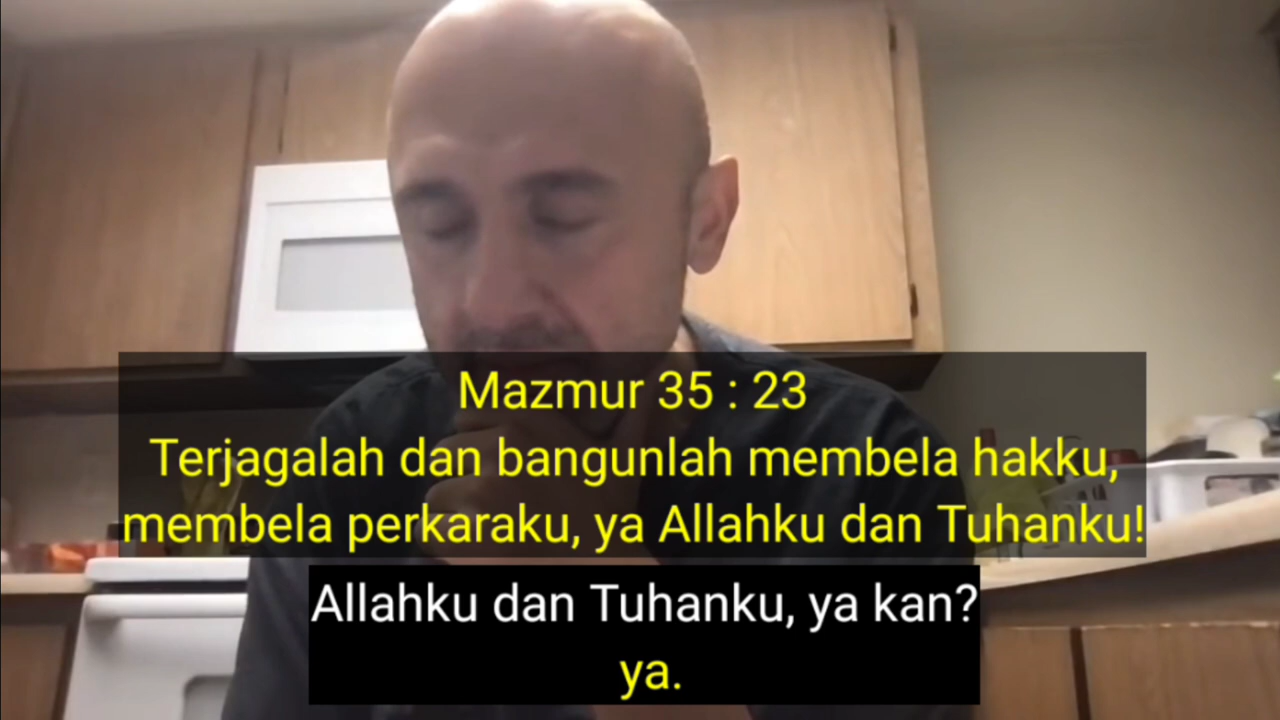 Mazmur 35 : 23
Terjagalah dan bangunlah membela hakku,
membela perkaraku, ya Allahku dan Tuhanku!
Allahku dan Tuhanku, ya kan?
ya.